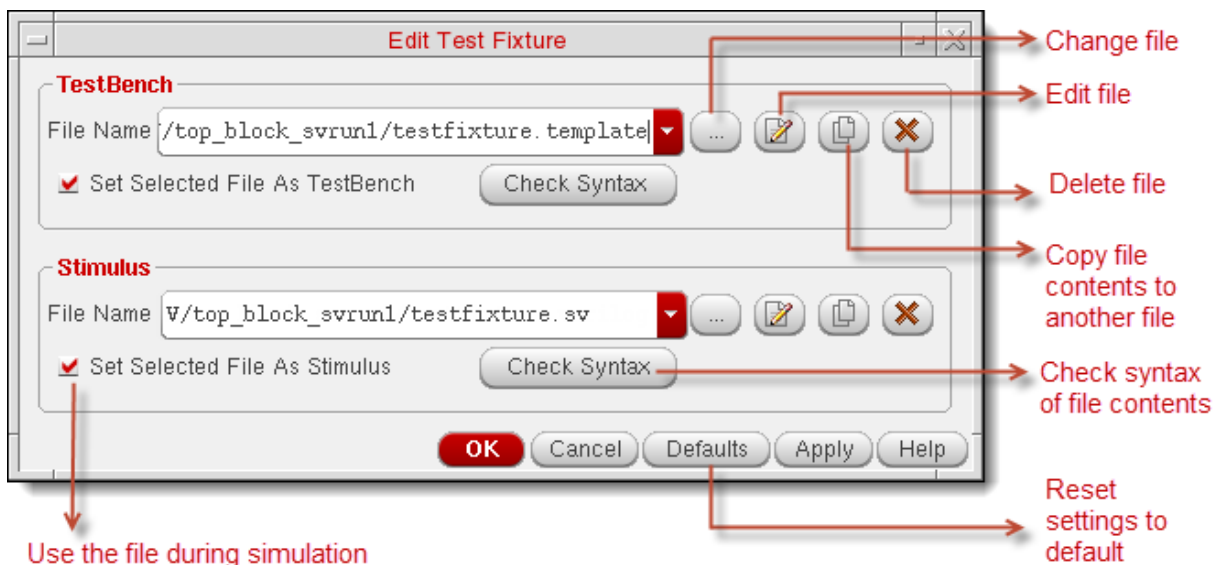 Edit Test Fixture
Change file
TestBench
Edit file
File Name /top_block_svrun1/testfixture.template ...
Set Selected File As TestBench Check Syntax
Delete file
Stimulus
Copy file
contents to
another file
File Name V/top_block_svrun1/testfixture.sv ...
Set Selected File As Stimulus Check Syntax
Check syntax
of file contents
OK Cancel Defaults Apply Help
Reset
settings to
default
Use the file during simulation